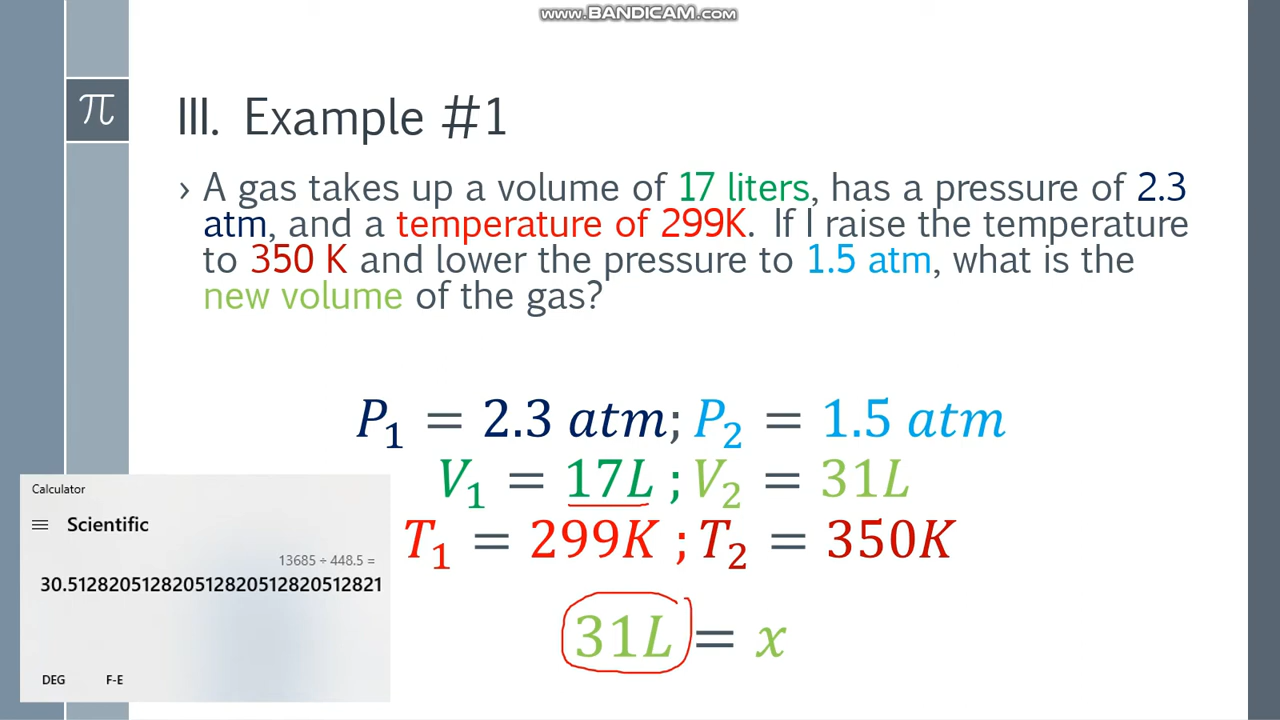 www.BANDICAM.com
π
III. Example #1
› A gas takes up a volume of 17 liters, has a pressure of 2.3
atm, and a temperature of 299K. If I raise the temperature
to 350 K and lower the pressure to 1.5 atm, what is the
new volume of the gas?
P₁ = 2.3 atm; P₂ = 1.5 atm
V₁ = 17L ; V₂ = 31L
T₁ = 299K ; T₂ = 350K
31L = x
Calculator
Scientific
13685 ÷ 448.5 =
30.512820512820512820512820512821
DEG F-E